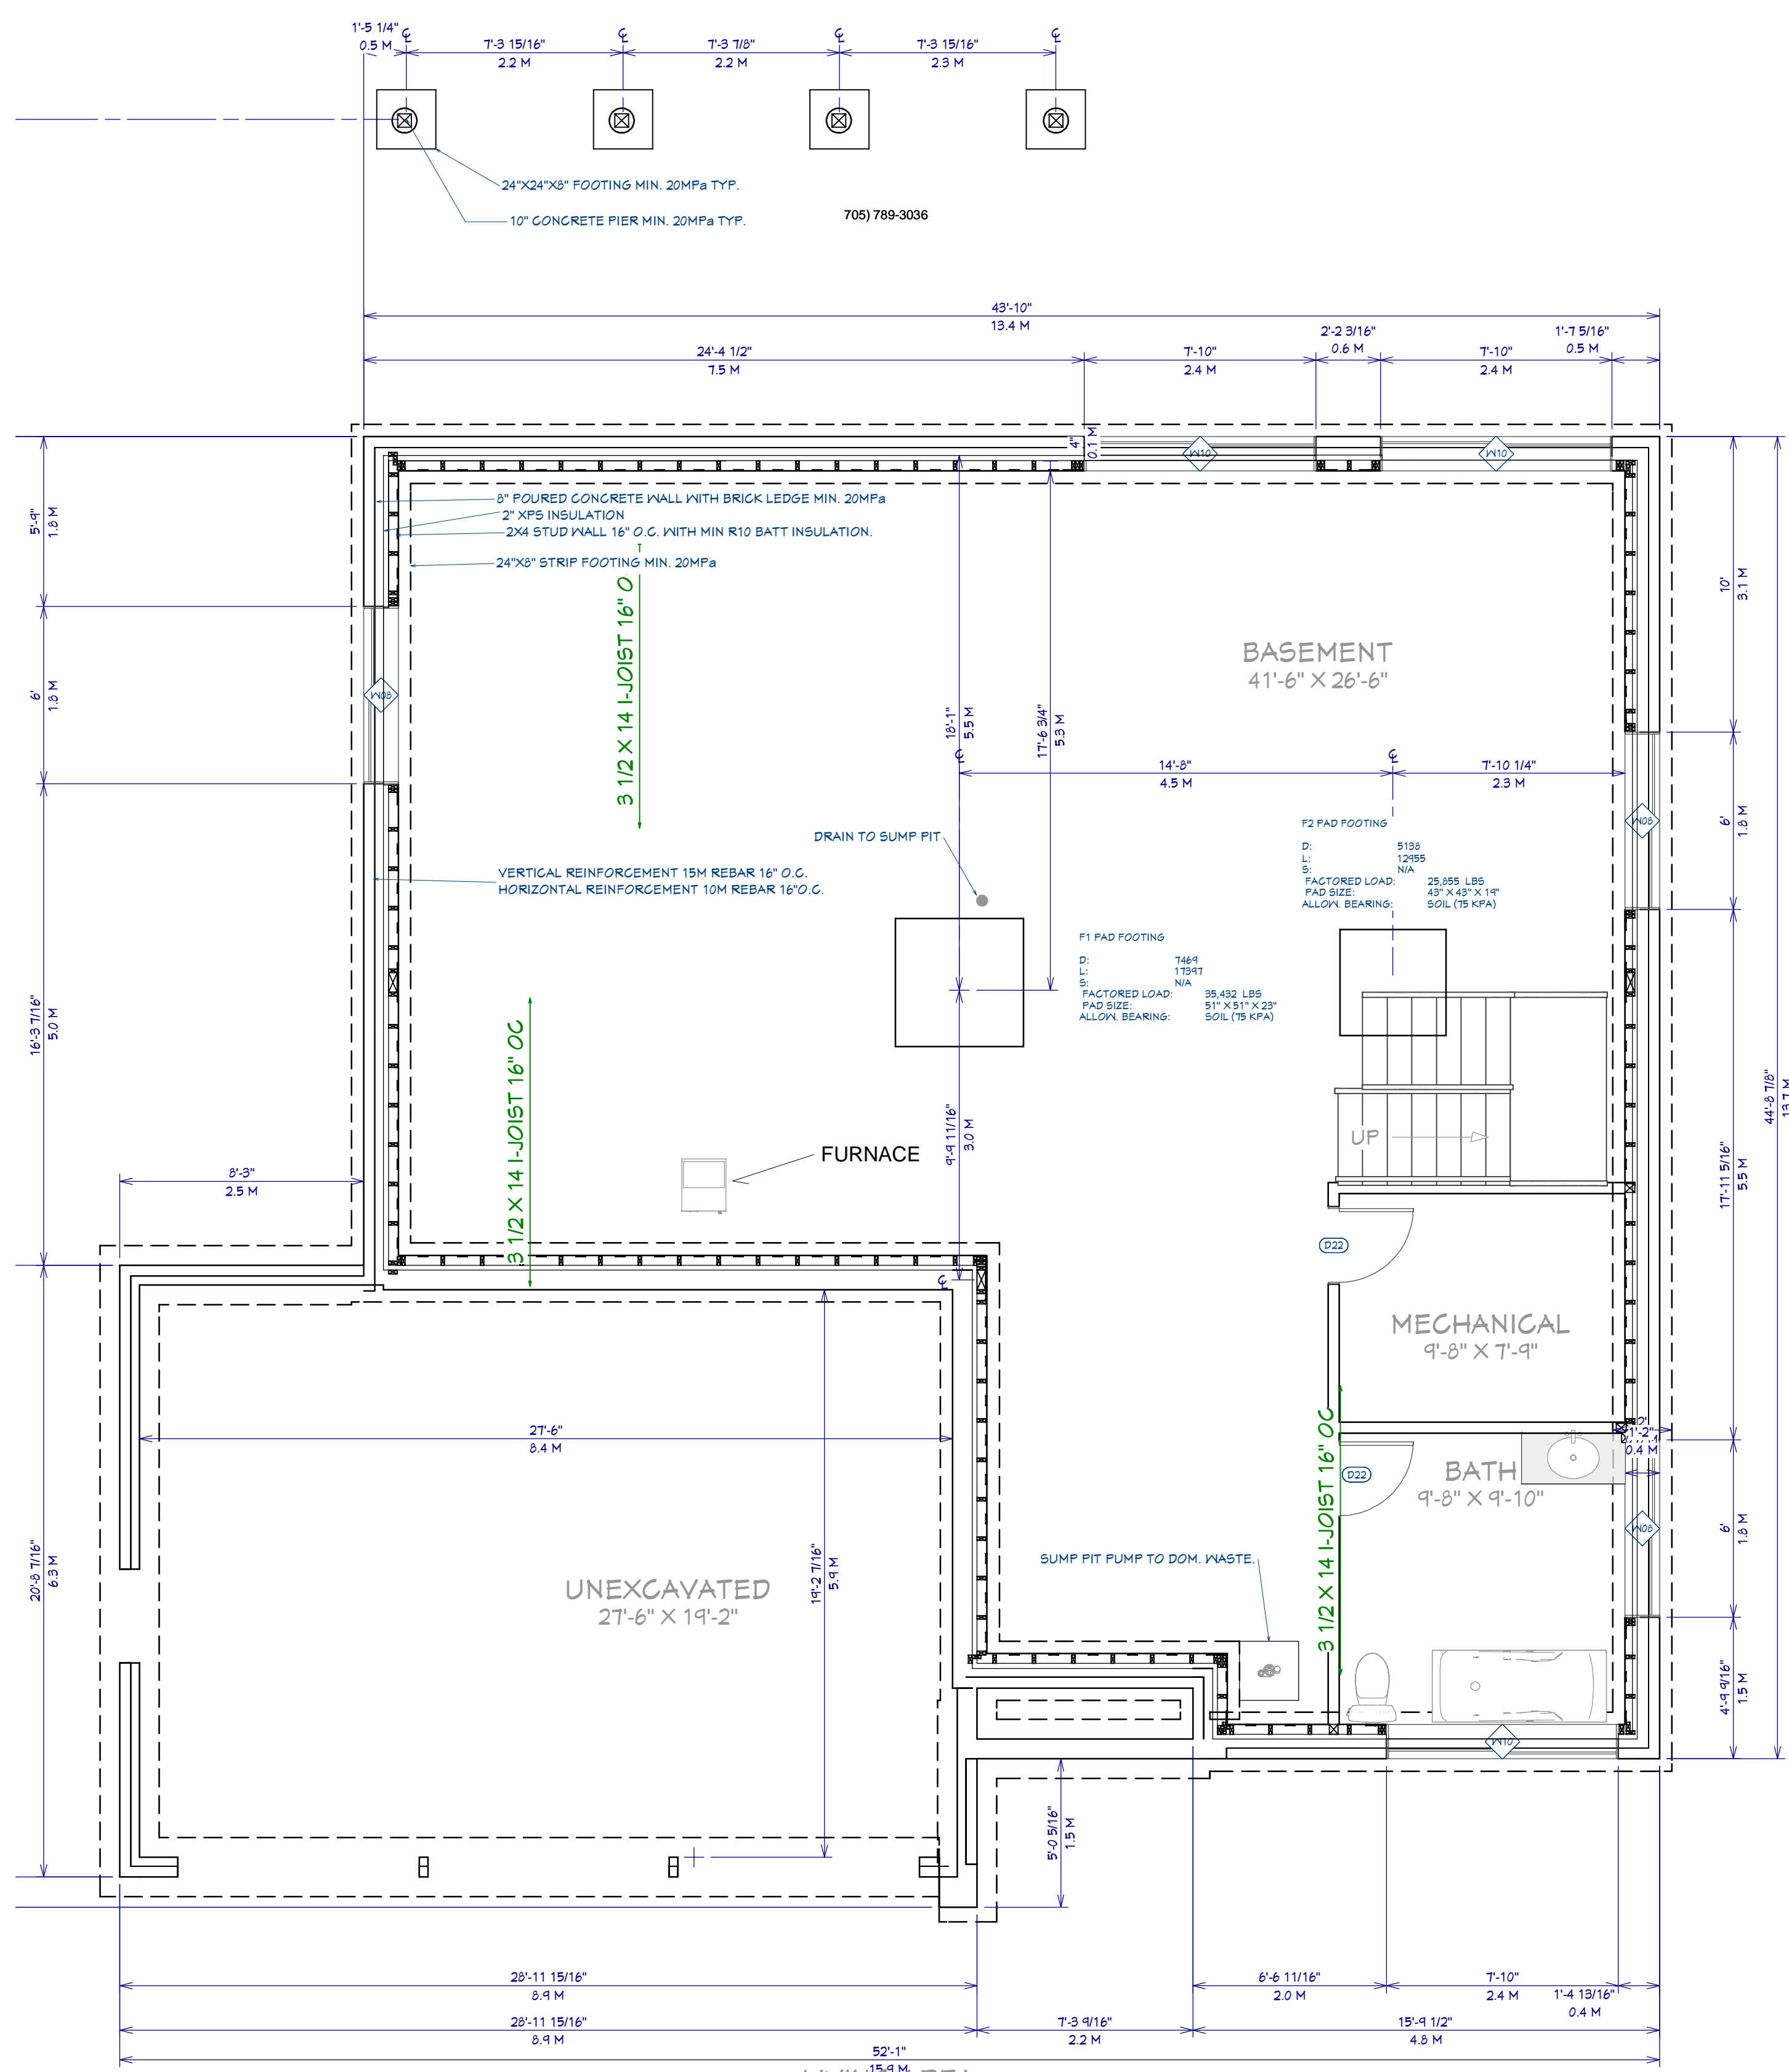 1'-5 1/4"
0.5 M
7'-3 15/16"
2.2 M
7'-3 7/8"
2.2 M
7'-3 15/16"
2.3 M
24"X24"X8" FOOTING MIN. 20MPa TYP.
10" CONCRETE PIER MIN. 20MPa TYP.
705) 789-3036
43'-10"
13.4 M
24'-4 1/2"
7.5 M
7'-10"
2.4 M
2'-2 3/16"
0.6 M
7'-10"
2.4 M
1'-7 5/16"
0.5 M
4"
0.1 M
W10
W10
8" POURED CONCRETE WALL WITH BRICK LEDGE MIN. 20MPa
2" XPS INSULATION
2X4 STUD WALL 16" O.C. WITH MIN R10 BATT INSULATION.
24"X8" STRIP FOOTING MIN. 20MPa
5'-9"
1.8 M
6'
1.8 M
W08
3 1/2 X 14 I-JOIST 16" O
BASEMENT
41'-6" X 26'-6"
10'
3.1 M
18'-1"
5.5 M
17'-6 3/4"
5.3 M
14'-8"
4.5 M
7'-10 1/4"
2.3 M
6'
1.8 M
W08
DRAIN TO SUMP PIT
F2 PAD FOOTING
D: 5138
L: 12955
S: N/A
FACTORED LOAD: 25,855 LBS
PAD SIZE: 43" X 43" X 19"
ALLOW. BEARING: SOIL (75 KPA)
VERTICAL REINFORCEMENT 15M REBAR 16" O.C.
HORIZONTAL REINFORCEMENT 10M REBAR 16"O.C.
F1 PAD FOOTING
D: 7469
L: 17397
S: N/A
FACTORED LOAD: 35,432 LBS
PAD SIZE: 51" X 51" X 23"
ALLOW. BEARING: SOIL (75 KPA)
16'-3 7/16"
5.0 M
3 1/2 X 14 I-JOIST 16" OC
9'-9 11/16"
3.0 M
FURNACE
UP
44'-8 7/8"
13.7 M
17'-11 5/16"
5.5 M
8'-3"
2.5 M
D22
MECHANICAL
9'-8" X 7'-9"
27'-6"
8.4 M
3 1/2 X 14 I-JOIST 16" OC
D22
BATH
9'-8" X 9'-10"
2'
1'-2"
0.4 M
6'
1.8 M
W08
20'-8 7/16"
6.3 M
UNEXCAVATED
27'-6" X 19'-2"
19'-2 7/16"
5.9 M
SUMP PIT PUMP TO DOM. WASTE.
4'-9 9/16"
1.5 M
W10
5'-0 5/16"
1.5 M
28'-11 15/16"
8.9 M
6'-6 11/16"
2.0 M
7'-10"
2.4 M
1'-4 13/16"
0.4 M
28'-11 15/16"
8.9 M
7'-3 9/16"
2.2 M
15'-9 1/2"
4.8 M
52'-1"
15.9 M